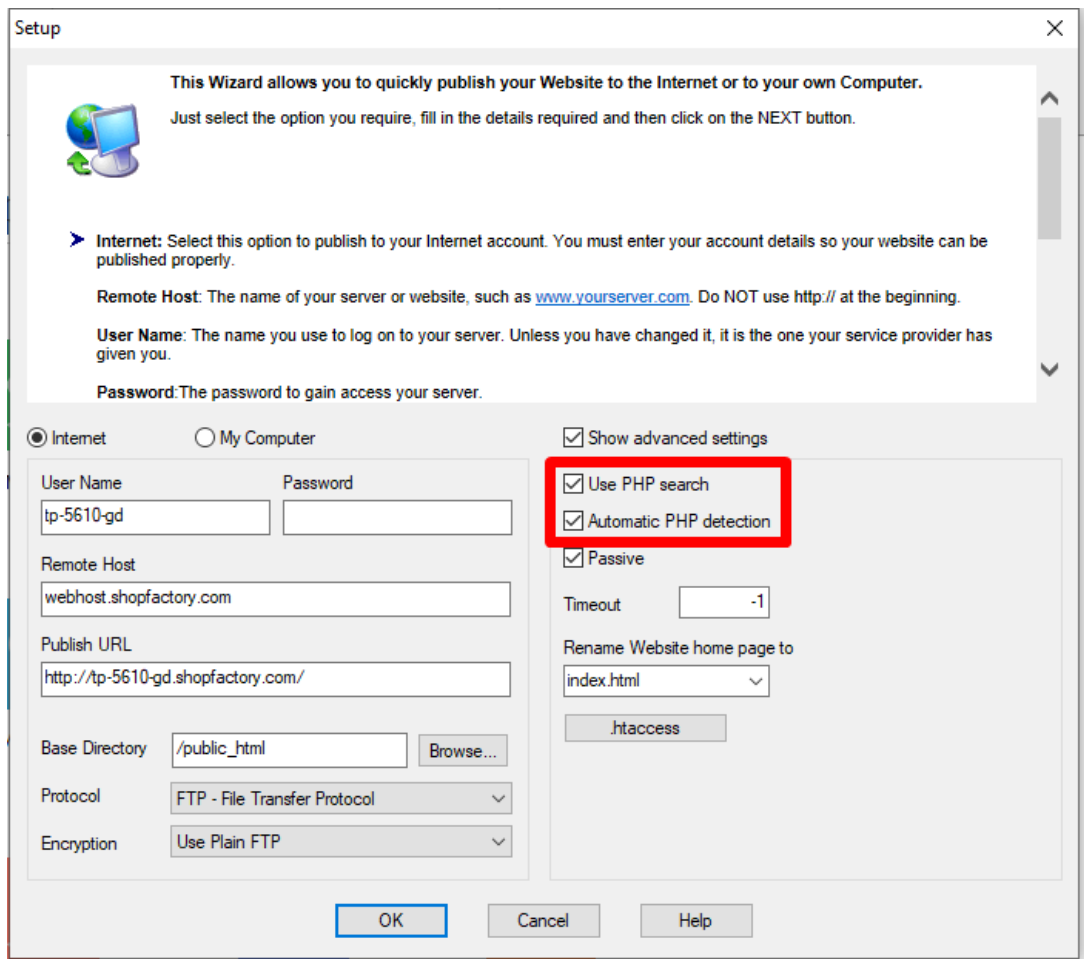 Setup
This Wizard allows you to quickly publish your Website to the Internet or to your own Computer.
Just select the option you require, fill in the details required and then click on the NEXT button.
Internet: Select this option to publish to your Internet account. You must enter your account details so your website can be
published properly.
Remote Host: The name of your server or website, such as www.yourserver.com. Do NOT use http:// at the beginning.
User Name: The name you use to log on to your server. Unless you have changed it, it is the one your service provider has
given you.
Password:The password to gain access your server.
Internet
My Computer
Show advanced settings
User Name
Password
tp-5610-gd
Remote Host
webhost.shopfactory.com
Publish URL
http://tp-5610-gd.shopfactory.com/
Base Directory
/public_html
Browse...
Protocol
FTP - File Transfer Protocol
Encryption
Use Plain FTP
Use PHP search
Automatic PHP detection
Passive
Timeout
-1
Rename Website home page to
index.html
.htaccess
OK
Cancel
Help